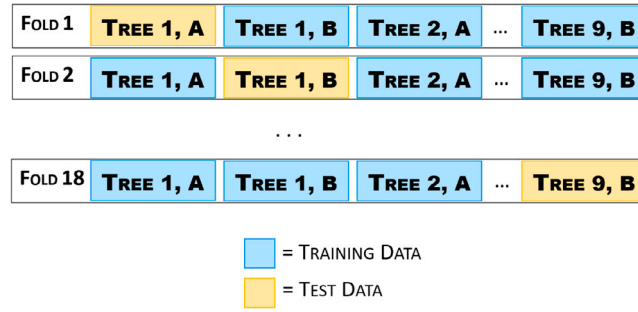 FOLD 1 TREE 1, A TREE 1, B TREE 2, A ... TREE 9, B
FOLD 2 TREE 1, A TREE 1, B TREE 2, A ... TREE 9, B
...
FOLD 18 TREE 1, A TREE 1, B TREE 2, A ... TREE 9, B
= TRAINING DATA
= TEST DATA